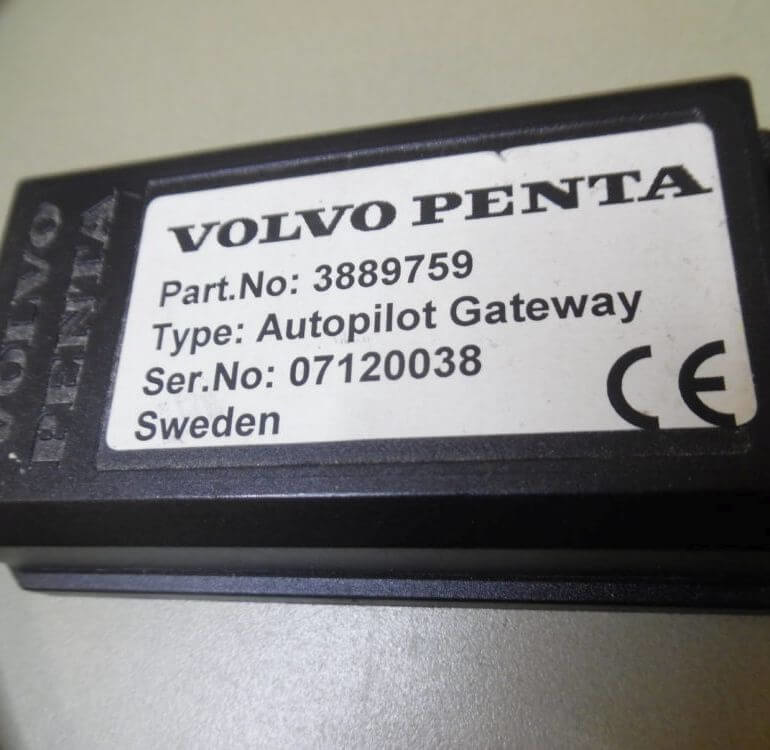 VOLVO
PENTA
VOLVO PENTA
Part.No: 3889759
Type: Autopilot Gateway
Ser.No: 07120038
Sweden
CE